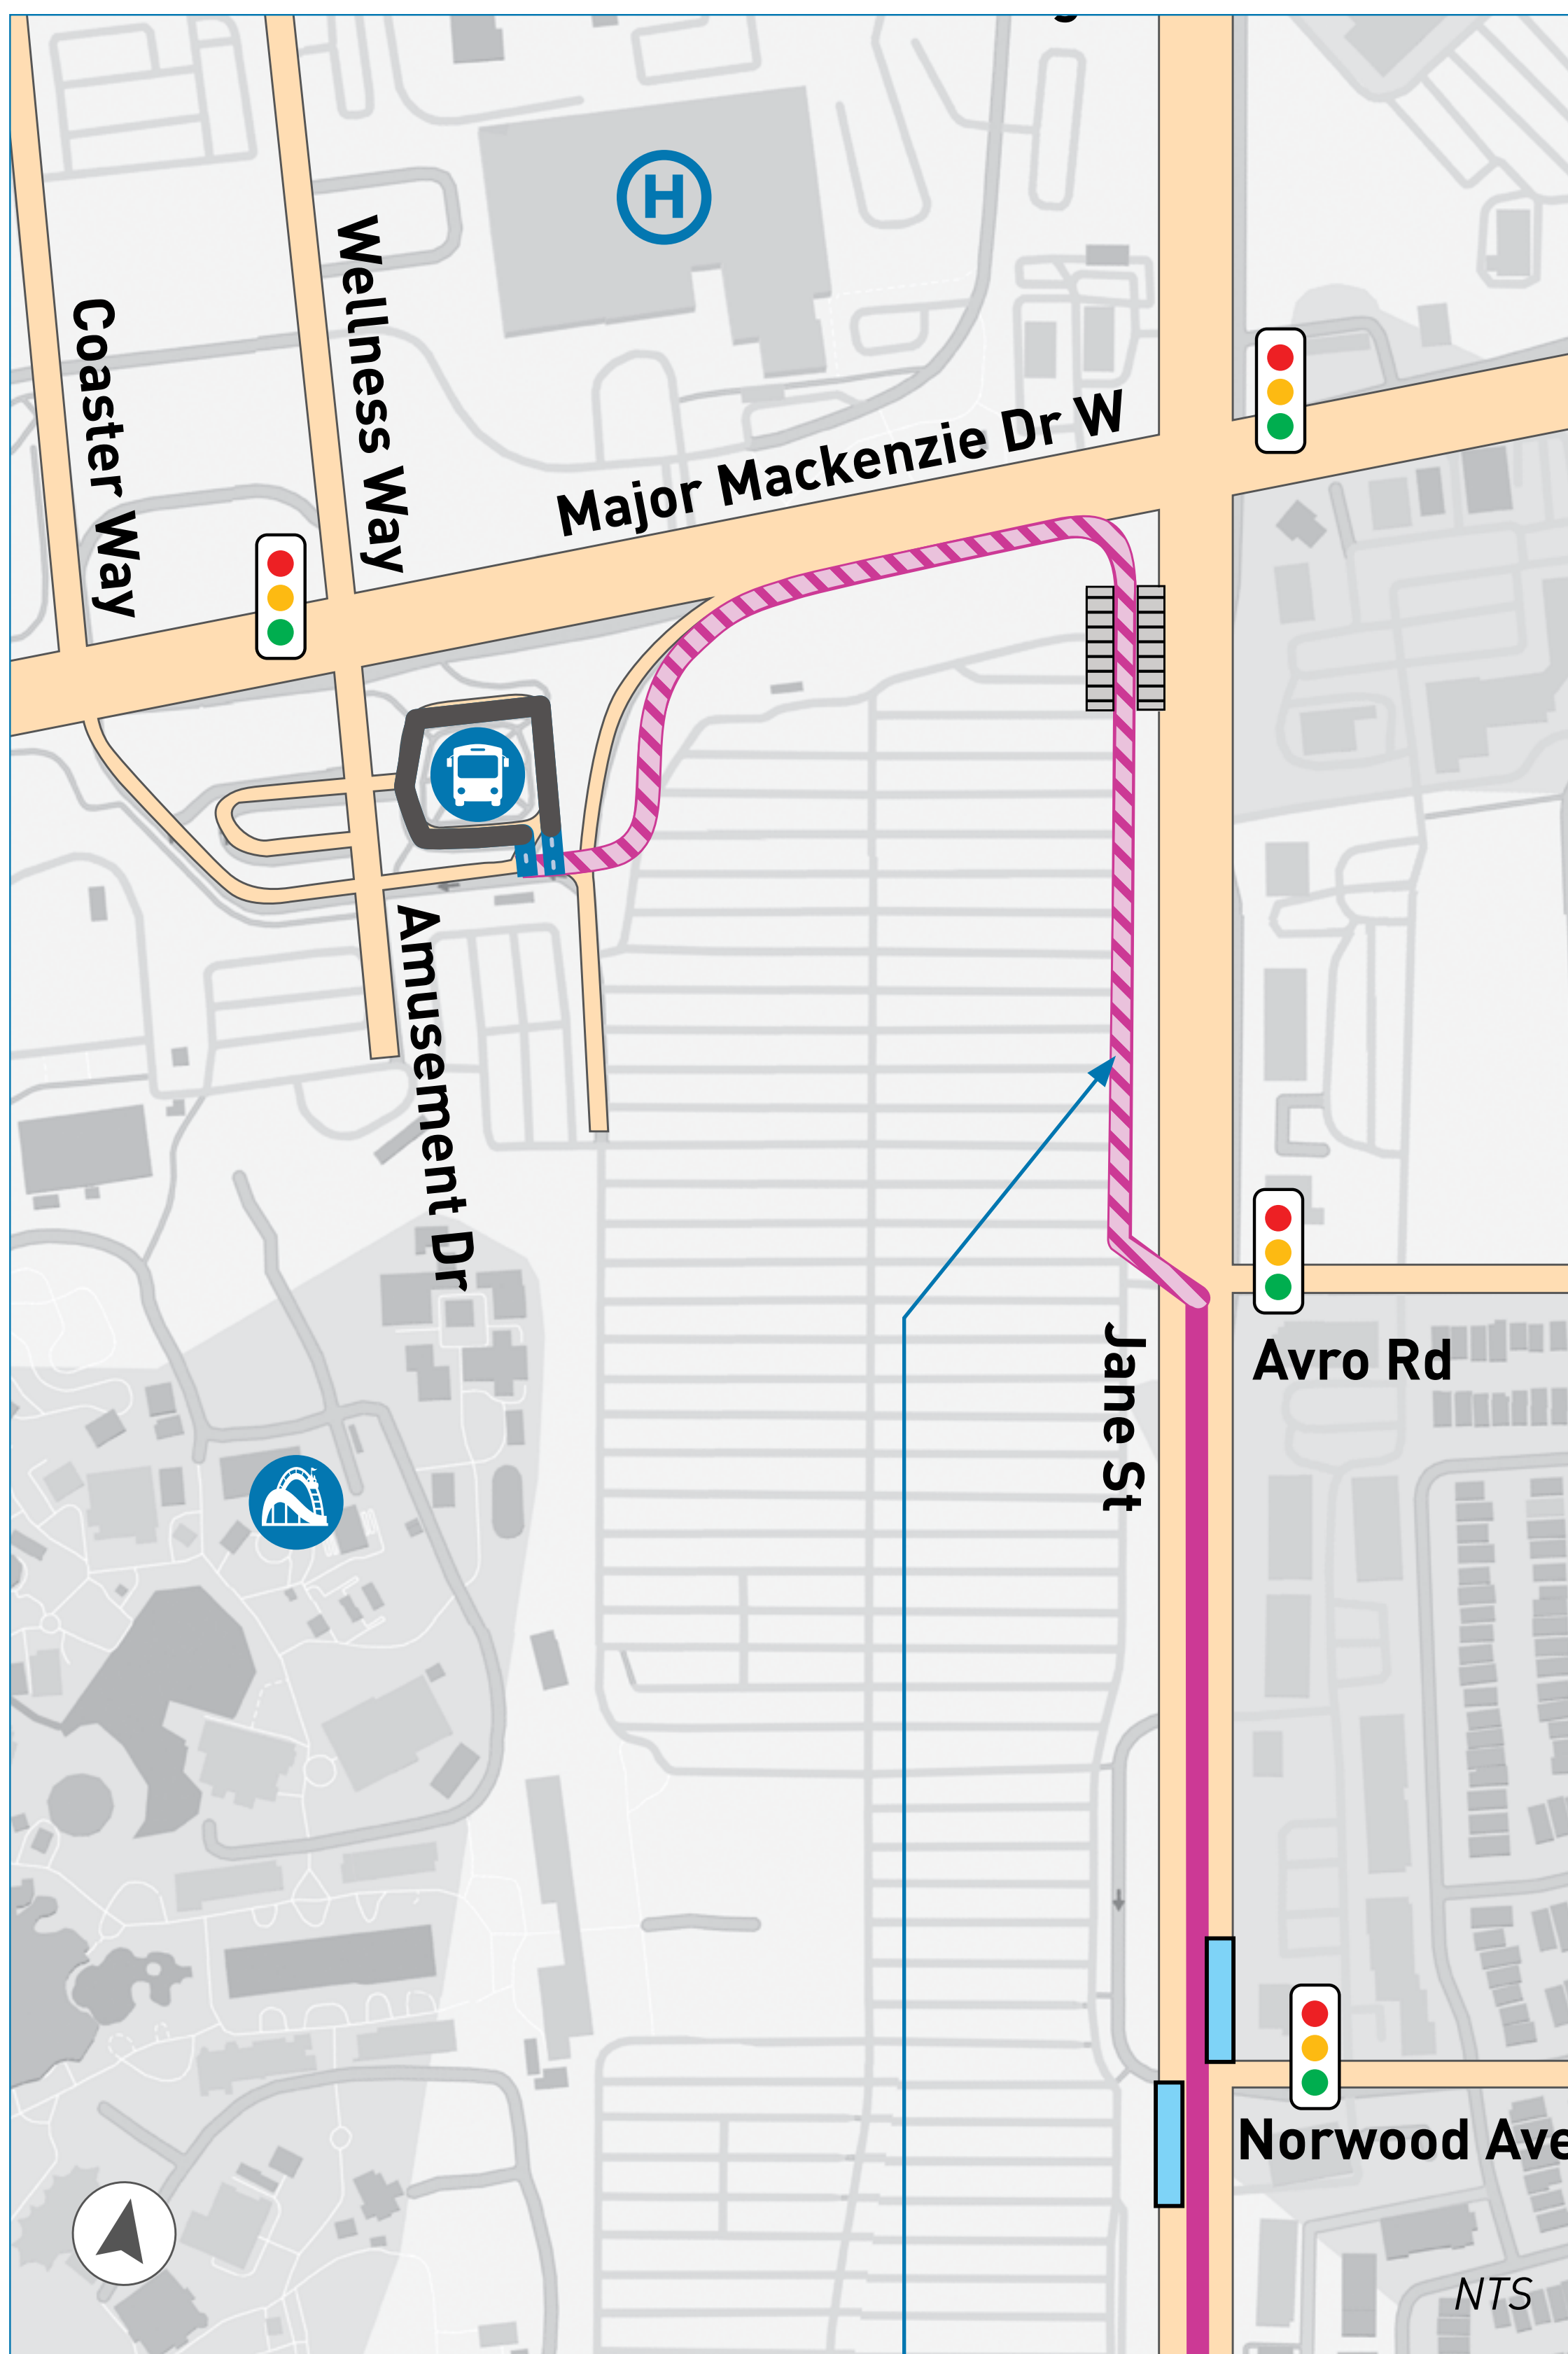 H
Wellness Way
Coaster Way
Major Mackenzie Dr W
Amusement Dr
Jane St
Avro Rd
Norwood Ave
NTS